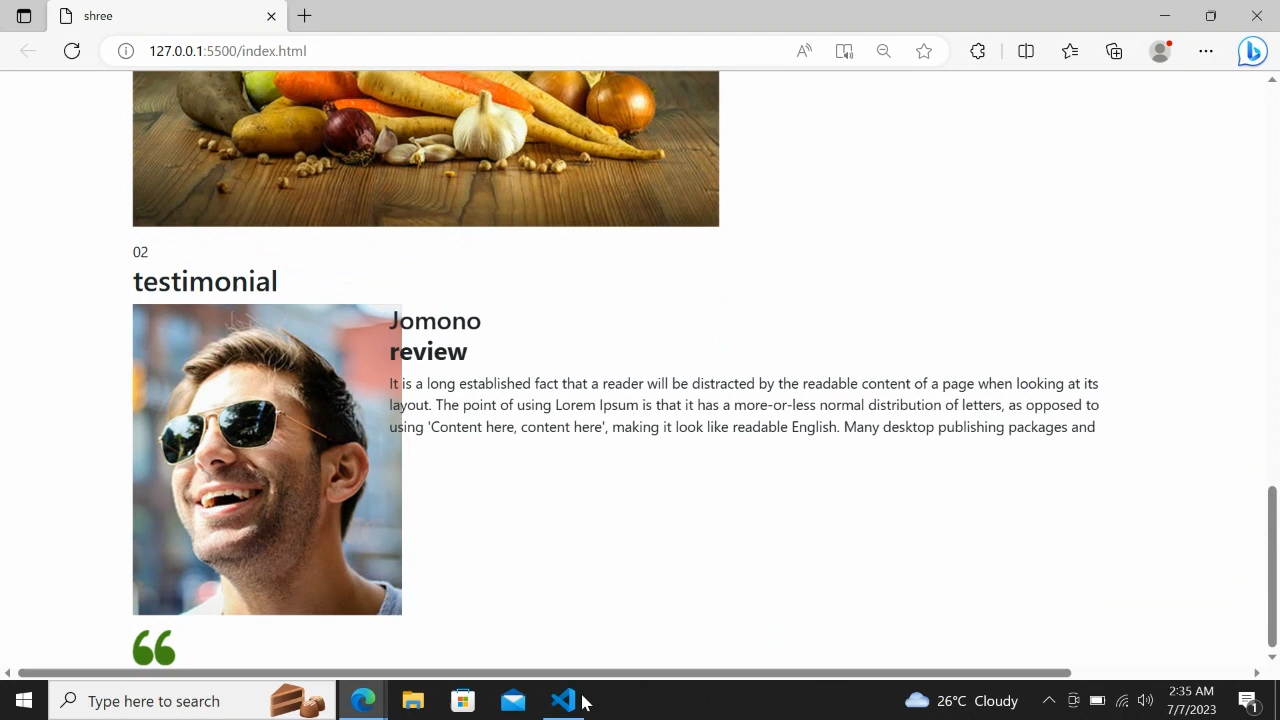 shree
127.0.0.1:5500/index.html
02
testimonial
Jomono
review
It is a long established fact that a reader will be distracted by the readable content of a page when looking at its
layout. The point of using Lorem Ipsum is that it has a more-or-less normal distribution of letters, as opposed to
using 'Content here, content here', making it look like readable English. Many desktop publishing packages and
Type here to search
26°C Cloudy
2:35 AM
7/7/2023
1